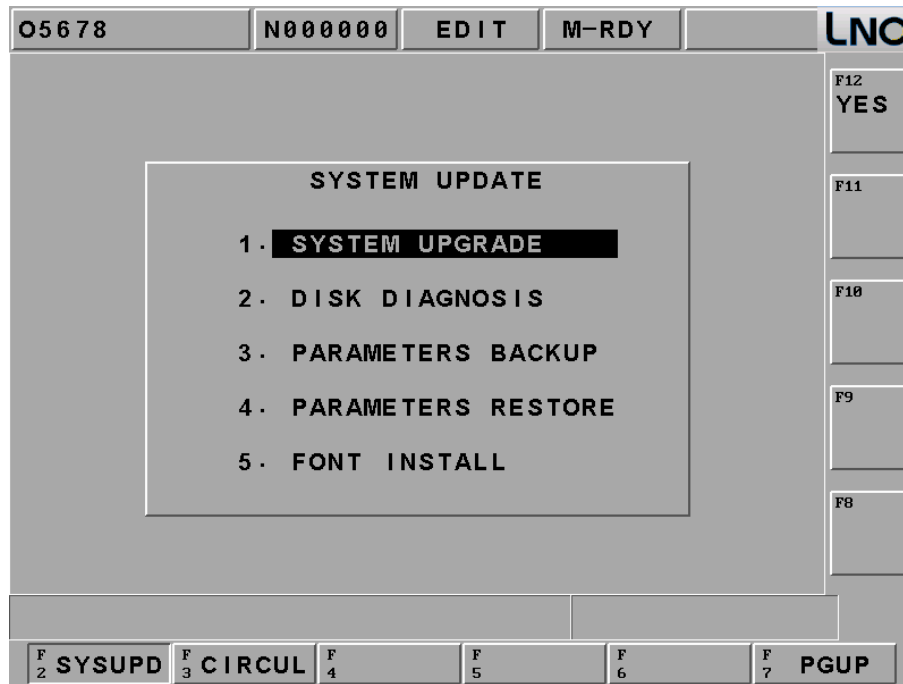 O5678 N000000 EDIT M-RDY LNC
F12
YES
SYSTEM UPDATE
F11
1. SYSTEM UPGRADE
2. DISK DIAGNOSIS
F10
3. PARAMETERS BACKUP
4. PARAMETERS RESTORE
F9
5. FONT INSTALL
F8
F2 SYSUPD F3 CIRCUL F4 F5 F6 F7 PGUP